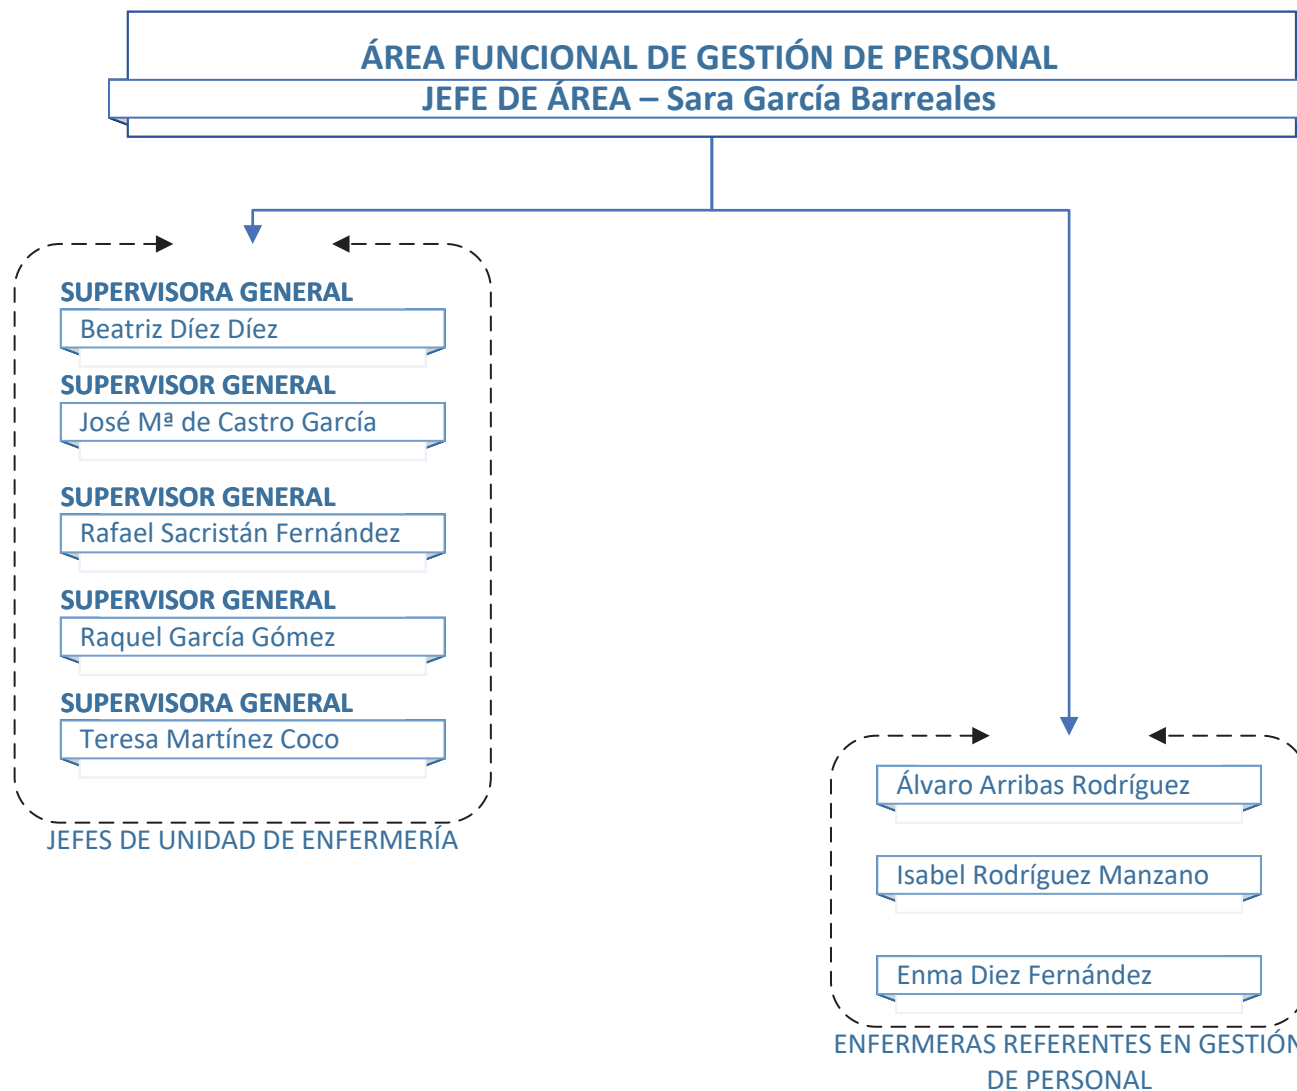 ÁREA FUNCIONAL DE GESTIÓN DE PERSONAL
JEFE DE ÁREA – Sara García Barreales
SUPERVISORA GENERAL
Beatriz Díez Díez
SUPERVISOR GENERAL
José Mª de Castro García
SUPERVISOR GENERAL
Rafael Sacristán Fernández
SUPERVISOR GENERAL
Raquel García Gómez
SUPERVISORA GENERAL
Teresa Martínez Coco
JEFES DE UNIDAD DE ENFERMERÍA
Álvaro Arribas Rodríguez
Isabel Rodríguez Manzano
Enma Diez Fernández
ENFERMERAS REFERENTES EN GESTIÓN
DE PERSONAL